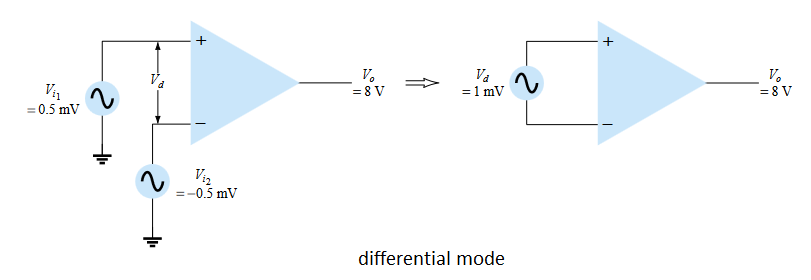 +
V_d
V_i1
= 0.5 mV
−
V_i2
= −0.5 mV
V_o
= 8 V
⇒
V_d
= 1 mV
+
−
V_o
= 8 V
differential mode